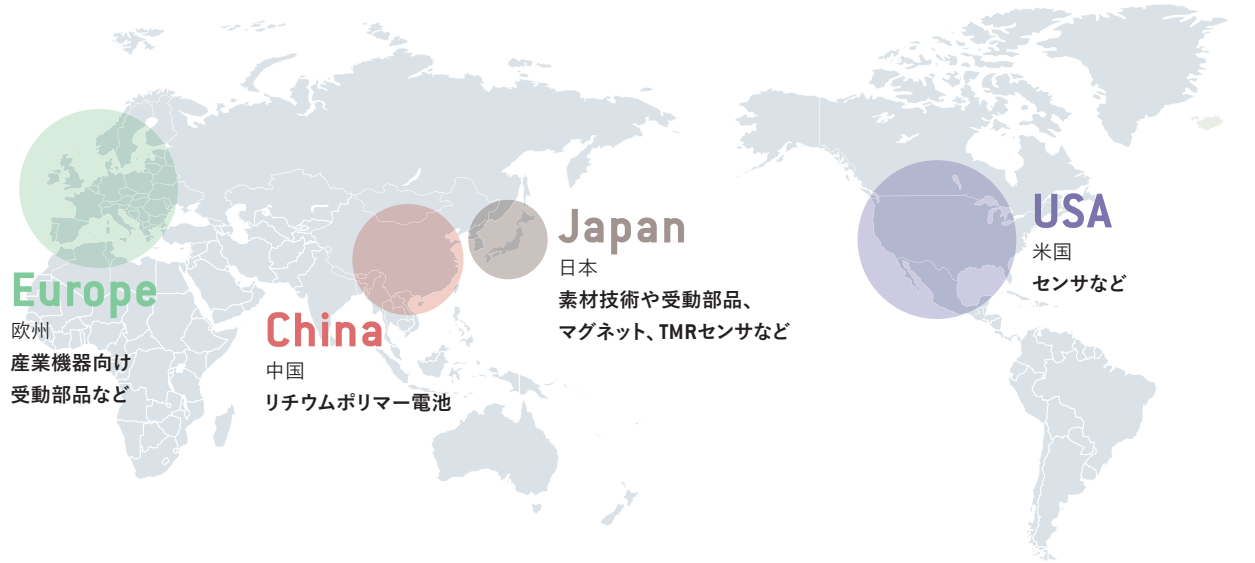 Europe
欧州
産業機器向け
受動部品など
China
中国
リチウムポリマー電池
Japan
日本
素材技術や受動部品、
マグネット、TMRセンサなど
USA
米国
センサなど